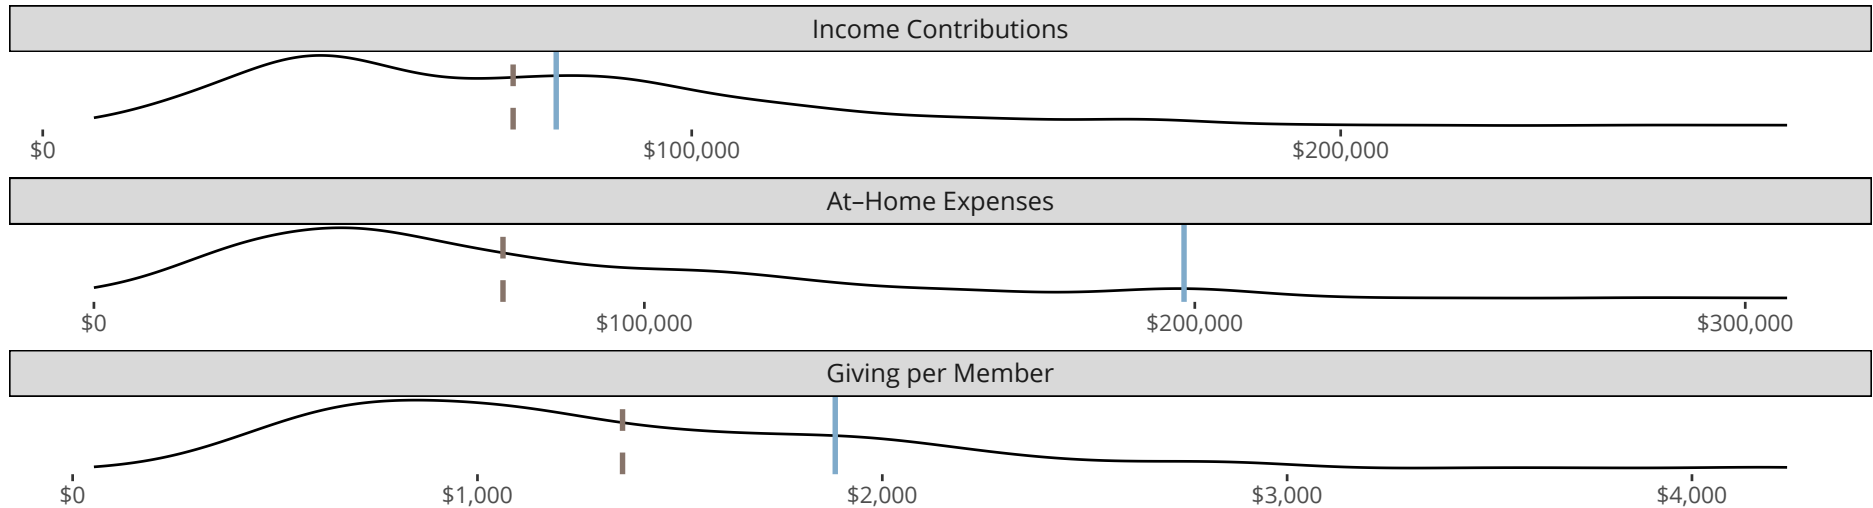 Income Contributions
$0 $100,000 $200,000
At–Home Expenses
$0 $100,000 $200,000 $300,000
Giving per Member
$0 $1,000 $2,000 $3,000 $4,000